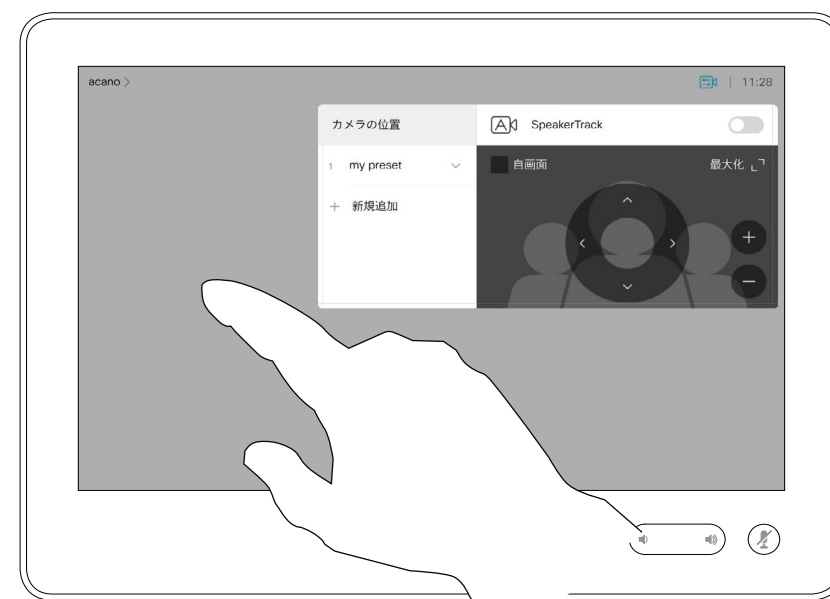 acano >
| 11:28
カメラの位置
A SpeakerTrack
1 my preset
自画面
最大化
+ 新規追加
+
−